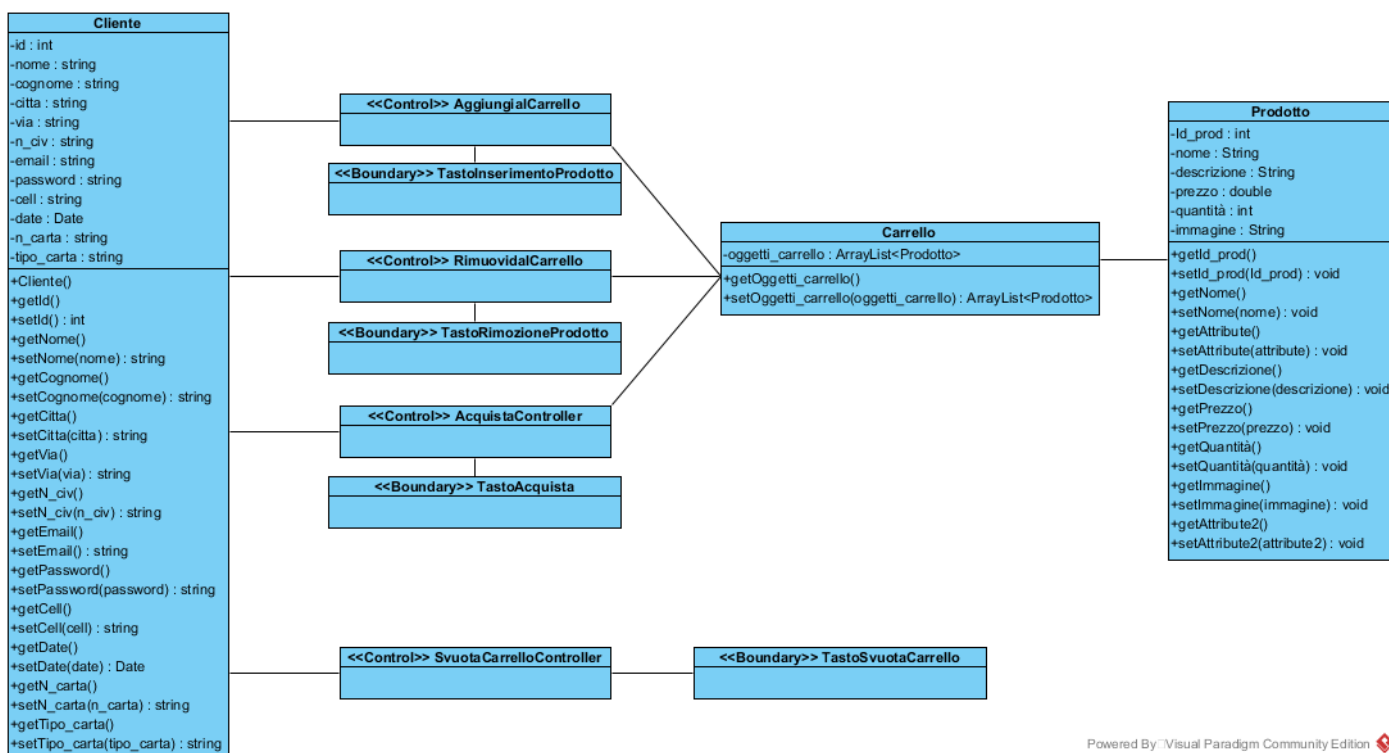 Cliente
-id : int
-nome : string
-cognome : string
-citta : string
-via : string
-n_civ : string
-email : string
-password : string
-cell : string
-date : Date
-n_carta : string
-tipo_carta : string
+Cliente()
+getId()
+setId() : int
+getNome()
+setNome(nome) : string
+getCognome()
+setCognome(cognome) : string
+getCitta()
+setCitta(citta) : string
+getVia()
+setVia(via) : string
+getN_civ()
+setN_civ(n_civ) : string
+getEmail()
+setEmail() : string
+getPassword()
+setPassword(password) : string
+getCell()
+setCell(cell) : string
+getDate()
+setDate(date) : Date
+getN_carta()
+setN_carta(n_carta) : string
+getTipo_carta()
+setTipo_carta(tipo_carta) : string
<<Control>> AggiungialCarrello
<<Boundary>> TastoInserimentoProdotto
<<Control>> RimuovidalCarrello
<<Boundary>> TastoRimozioneProdotto
<<Control>> AcquistaController
<<Boundary>> TastoAcquista
<<Control>> SvuotaCarrelloController
<<Boundary>> TastoSvuotaCarrello
Carrello
-oggetti_carrello : ArrayList<Prodotto>
+getOggetti_carrello()
+setOggetti_carrello(oggetti_carrello) : ArrayList<Prodotto>
Prodotto
-Id_prod : int
-nome : String
-descrizione : String
-prezzo : double
-quantità : int
-immagine : String
+getId_prod()
+setId_prod(Id_prod) : void
+getNome()
+setNome(nome) : void
+getAttribute()
+setAttribute(attribute) : void
+getDescrizione()
+setDescrizione(descrizione) : void
+getPrezzo()
+setPrezzo(prezzo) : void
+getQuantità()
+setQuantità(quantità) : void
+getImmagine()
+setImmagine(immagine) : void
+getAttribute2()
+setAttribute2(attribute2) : void
Powered By Visual Paradigm Community Edition